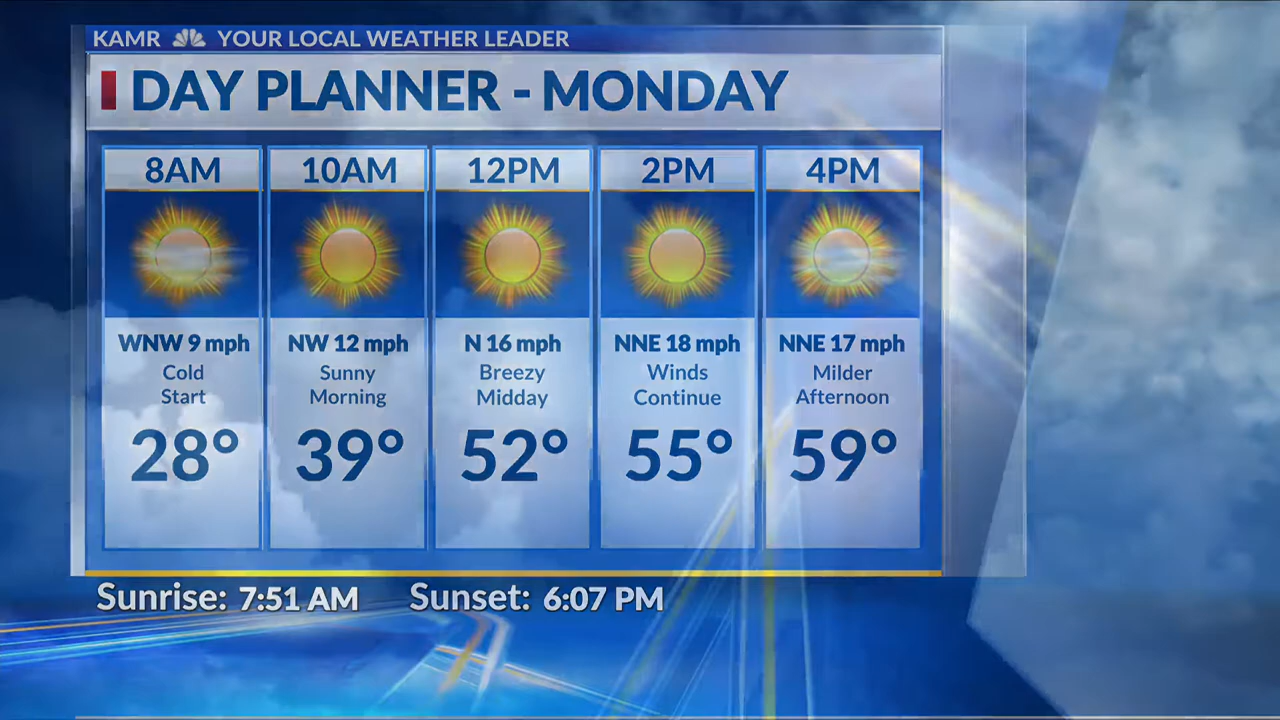 KAMR YOUR LOCAL WEATHER LEADER
DAY PLANNER - MONDAY
8AM
WNW 9 mph
Cold
Start
28°
10AM
NW 12 mph
Sunny
Morning
39°
12PM
N 16 mph
Breezy
Midday
52°
2PM
NNE 18 mph
Winds
Continue
55°
4PM
NNE 17 mph
Milder
Afternoon
59°
Sunrise: 7:51 AM Sunset: 6:07 PM